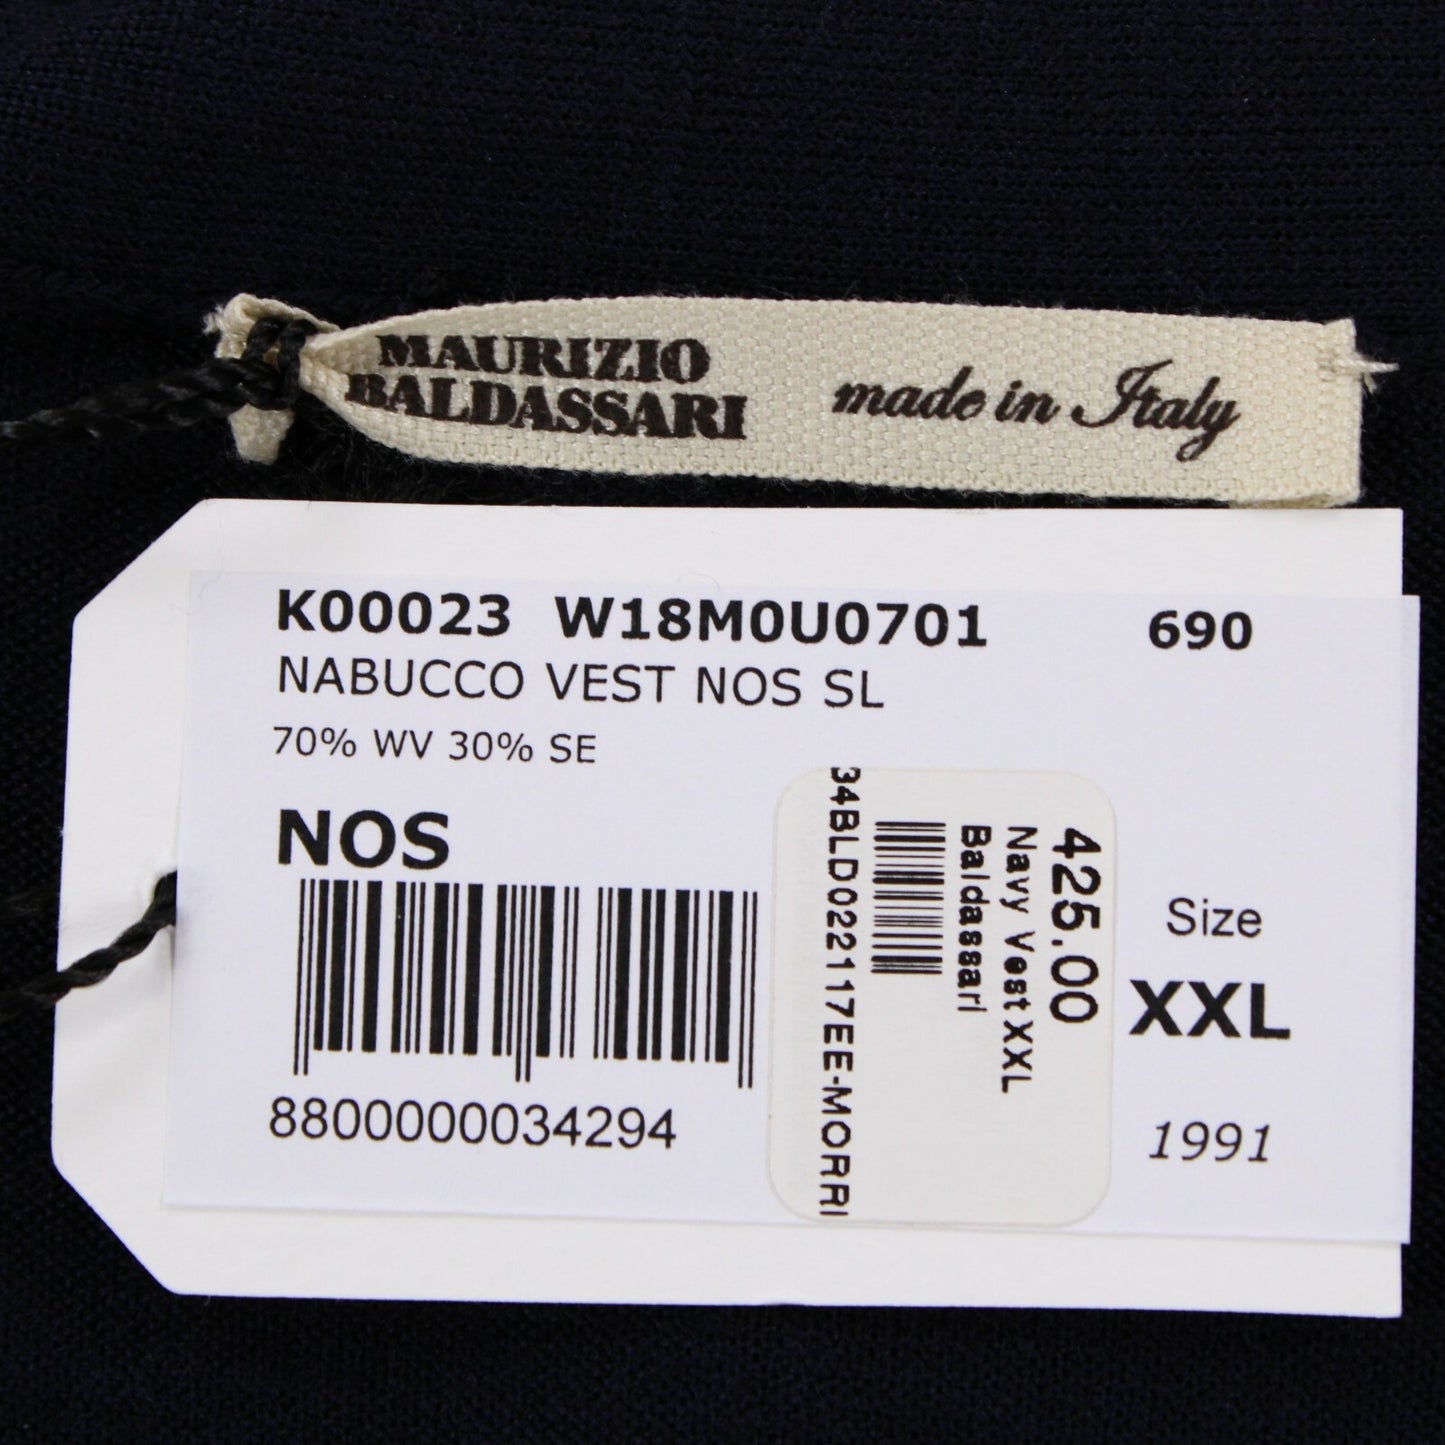 MAURIZIO
BALDASSARI
made in Italy
K00023 W18M0U0701 690
NABUCCO VEST NOS SL
70% WV 30% SE
NOS
8800000034294
425.00
Navy Vest XXL
Baldassari
34BLD022117EE-MORRI
Size
XXL
1991